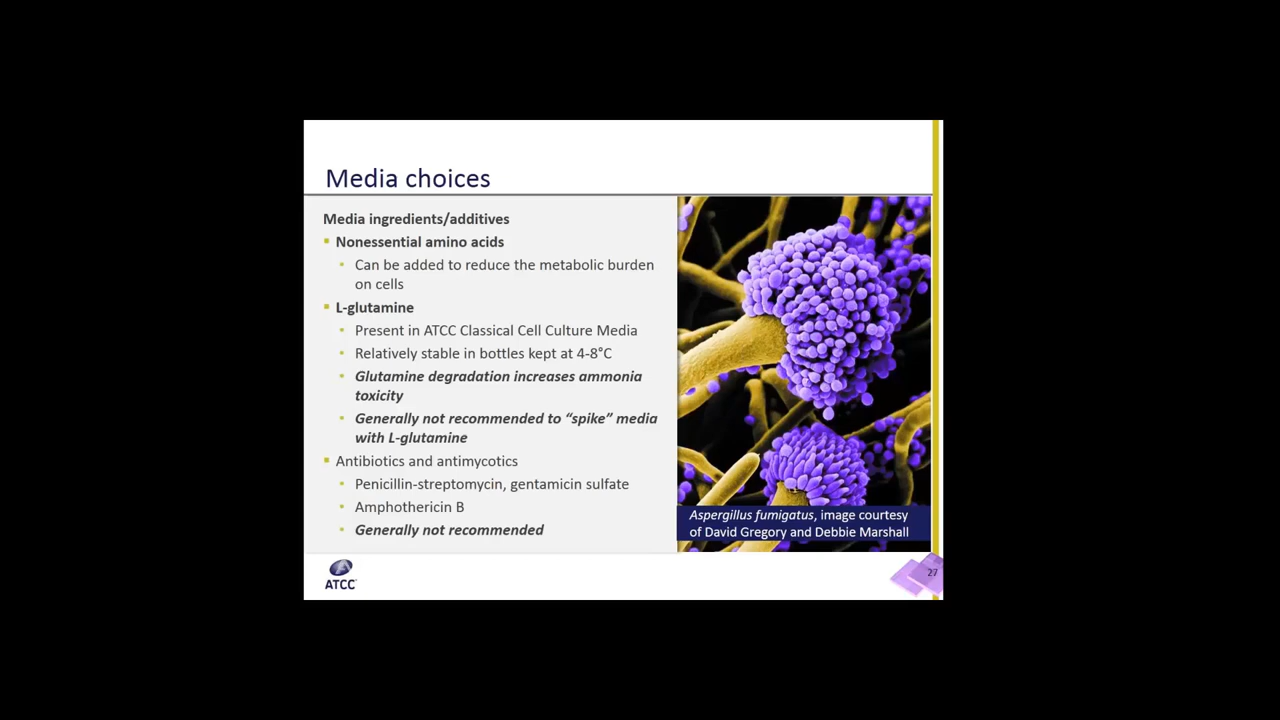 Media choices
Media ingredients/additives
▪ Nonessential amino acids
• Can be added to reduce the metabolic burden
on cells
▪ L-glutamine
• Present in ATCC Classical Cell Culture Media
• Relatively stable in bottles kept at 4-8°C
• Glutamine degradation increases ammonia
toxicity
• Generally not recommended to “spike” media
with L-glutamine
▪ Antibiotics and antimycotics
• Penicillin-streptomycin, gentamicin sulfate
• Amphothericin B
• Generally not recommended
Aspergillus fumigatus, image courtesy
of David Gregory and Debbie Marshall
ATCC
27